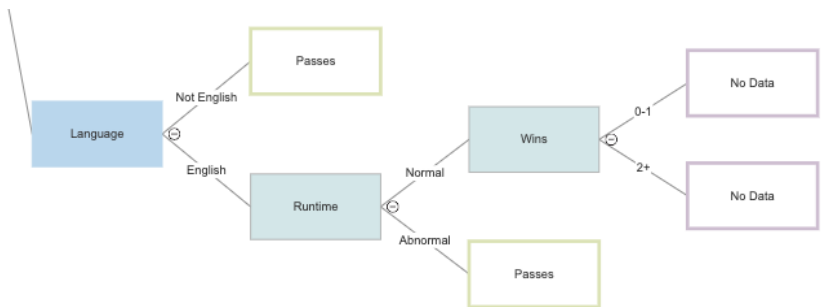 Passes
Not English
Language
English
Runtime
Normal
Abnormal
Wins
0-1
2+
No Data
No Data
Passes